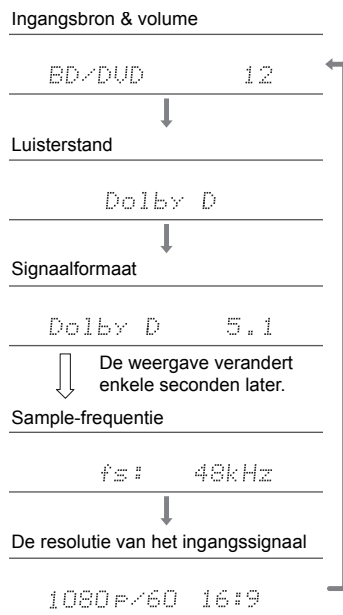 Ingangsbron & volume
BD/DVD 12
Luisterstand
Dolby D
Signaalformaat
Dolby D 5.1
De weergave verandert
enkele seconden later.
Sample-frequentie
fs: 48kHz
De resolutie van het ingangssignaal
1080p/60 16:9